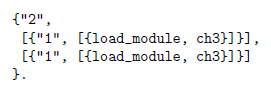 {"2",
[{"1", [{load_module, ch3}]}],
[{"1", [{load_module, ch3}]}]
}.